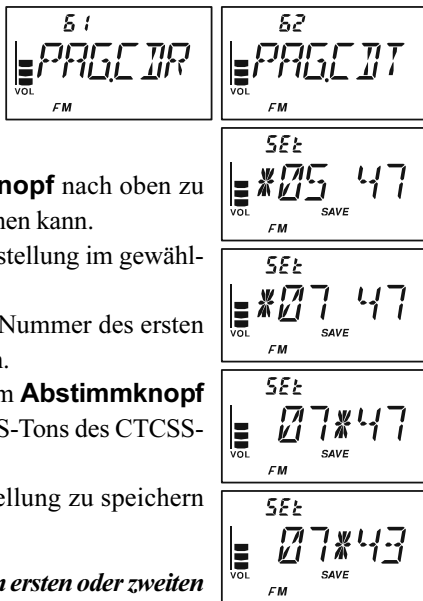 61
PAG.CDR
VOL
FM
62
PAG.CDT
VOL
FM
nopf nach oben zu
nen kann.
stellung im gewähl-
Nummer des ersten
n.
m Abstimmknopf
S-Tons des CTCSS-
ellung zu speichern
n ersten oder zweiten
SEt
*05 47
VOL
SAVE
FM
SEt
*07 47
VOL
SAVE
FM
SEt
07*47
VOL
SAVE
FM
SEt
07*43
VOL
SAVE
FM